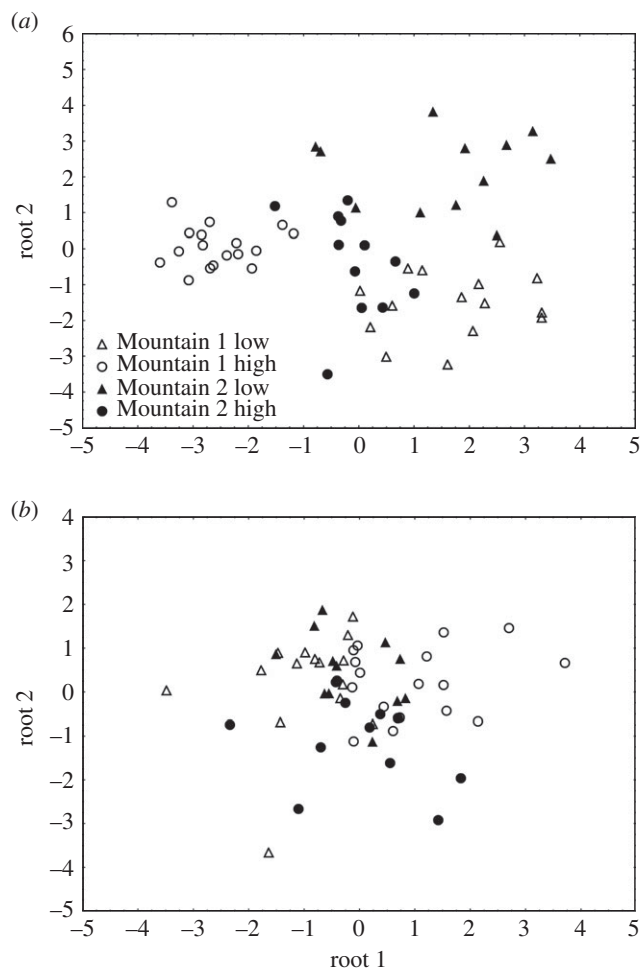 (a)
6
5
4
3
2
1
0
–1
–2
–3
–4
–5
root 2
△ Mountain 1 low
○ Mountain 1 high
▲ Mountain 2 low
● Mountain 2 high
–5 –4 –3 –2 –1 0 1 2 3 4 5
(b)
4
3
2
1
0
–1
–2
–3
–4
–5
root 2
–5 –4 –3 –2 –1 0 1 2 3 4 5
root 1